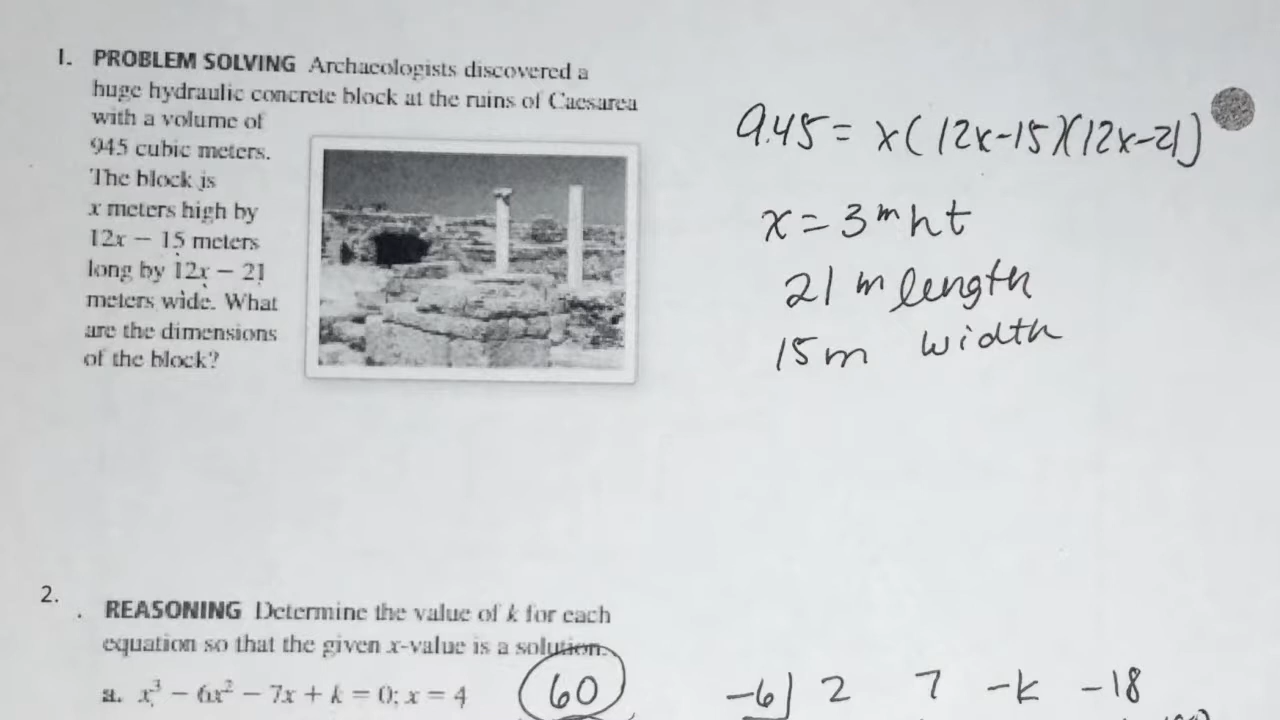 1. PROBLEM SOLVING Archaeologists discovered a
huge hydraulic concrete block at the ruins of Caesarea
with a volume of
945 cubic meters.
The block is
x meters high by
12x − 15 meters
long by 12x − 21
meters wide. What
are the dimensions
of the block?
945 = x(12x-15)(12x-21)
x = 3 m ht
21 m length
15 m width
2. REASONING Determine the value of k for each
equation so that the given x-value is a solution.
a. x³ − 6x² − 7x + k = 0; x = 4
60
-6 2 7 -k -18